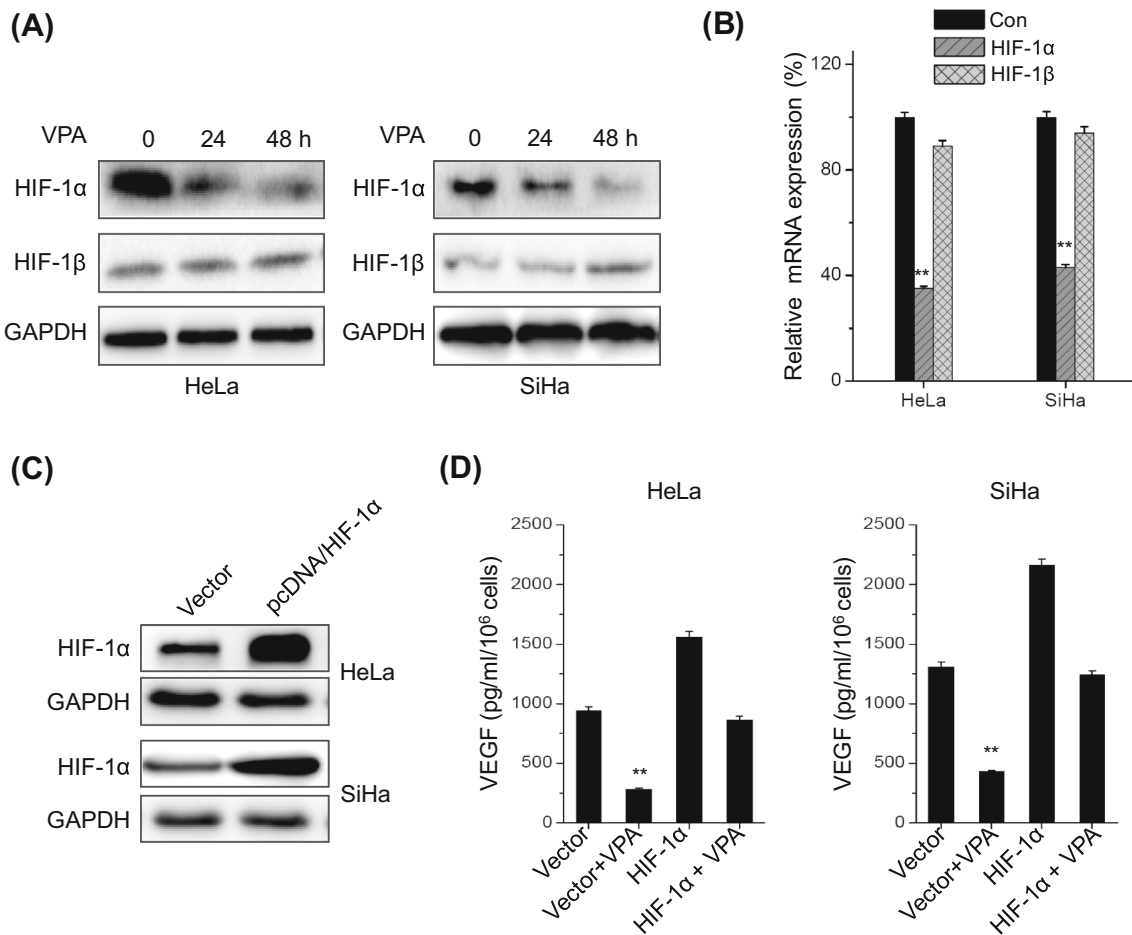 (A)
VPA 0 24 48 h
HIF-1α
HIF-1β
GAPDH
HeLa
VPA 0 24 48 h
HIF-1α
HIF-1β
GAPDH
SiHa
(B)
Con
HIF-1α
HIF-1β
Relative mRNA expression (%)
120
80
40
0
**
**
HeLa SiHa
(C)
Vector pcDNA/HIF-1α
HIF-1α
GAPDH
HeLa
HIF-1α
GAPDH
SiHa
(D)
HeLa
VEGF (pg/ml/10⁶ cells)
2500
2000
1500
1000
500
0
**
Vector
Vector+VPA
HIF-1α
HIF-1α + VPA
SiHa
VEGF (pg/ml/10⁶ cells)
2500
2000
1500
1000
500
0
**
Vector
Vector+VPA
HIF-1α
HIF-1α + VPA